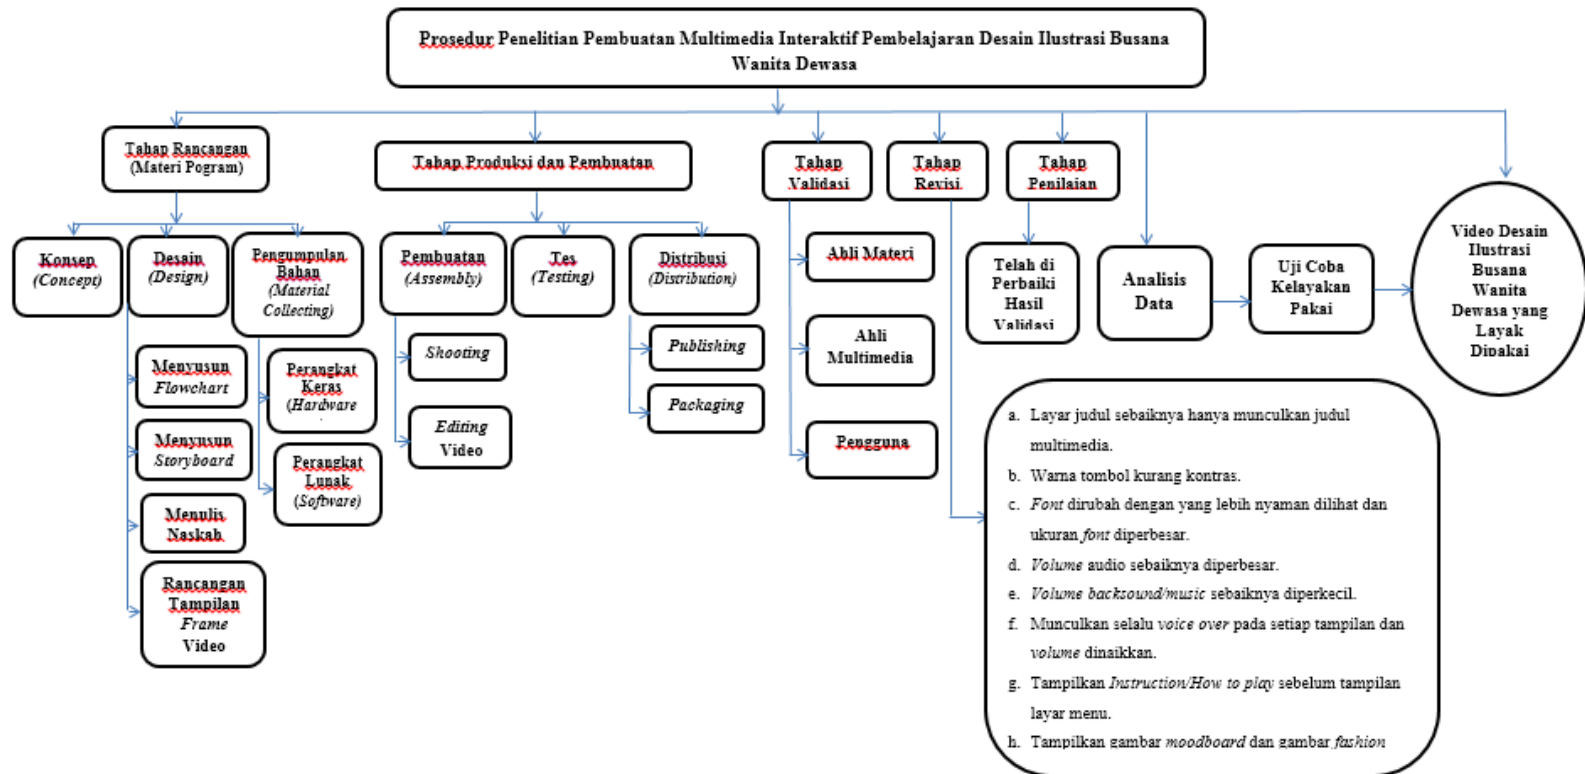 Prosedur Penelitian Pembuatan Multimedia Interaktif Pembelajaran Desain Ilustrasi Busana
Wanita Dewasa
Tahap Rancangan
(Materi Pogram)
Tahap Produksi dan Pembuatan
Tahap
Validasi
Tahap
Revisi
Tahap
Penilaian
Konsep
(Concept)
Desain
(Design)
Pengumpulan
Bahan
(Material
Collecting)
Pembuatan
(Assembly)
Tes
(Testing)
Distribusi
(Distribution)
Ahli Materi
Telah di
Perbaiki
Hasil
Validasi
Analisis
Data
Uji Coba
Kelayakan
Pakai
Video Desain
Ilustrasi
Busana
Wanita
Dewasa yang
Layak
Dipakai
Menyusun
Flowchart
Perangkat
Keras
(Hardware
Shooting
Publishing
Ahli
Multimedia
Menyusun
Storyboard
Perangkat
Lunak
(Software)
Editing
Video
Packaging
Pengguna
Menulis
Naskah
Rancangan
Tampilan
Frame
Video
a. Layar judul sebaiknya hanya munculkan judul
multimedia.
b. Warna tombol kurang kontras.
c. Font dirubah dengan yang lebih nyaman dilihat dan
ukuran font diperbesar.
d. Volume audio sebaiknya diperbesar.
e. Volume backsound/music sebaiknya diperkecil.
f. Munculkan selalu voice over pada setiap tampilan dan
volume dinaikkan.
g. Tampilkan Instruction/How to play sebelum tampilan
layar menu.
h. Tampilkan gambar moodboard dan gambar fashion